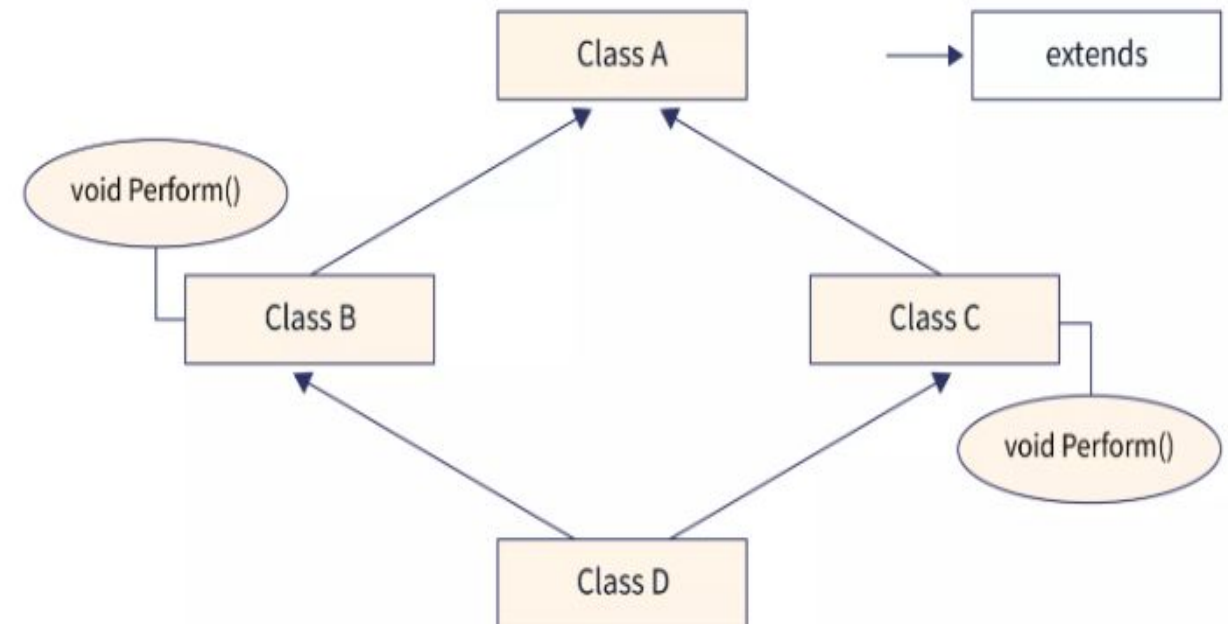 Class A
extends
void Perform()
Class B
Class C
void Perform()
Class D